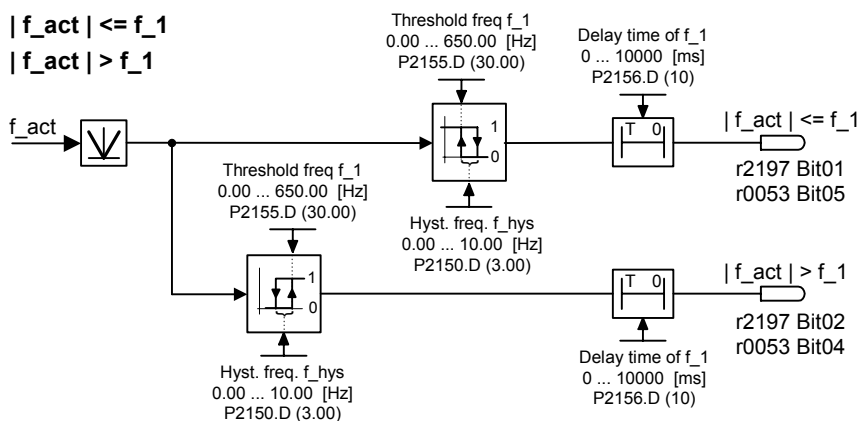 | f_act | <= f_1
| f_act | > f_1
Threshold freq f_1
0.00 ... 650.00 [Hz]
P2155.D (30.00)
Delay time of f_1
0 ... 10000 [ms]
P2156.D (10)
f_act
1
0
T 0
| f_act | <= f_1
r2197 Bit01
r0053 Bit05
Threshold freq f_1
0.00 ... 650.00 [Hz]
P2155.D (30.00)
Hyst. freq. f_hys
0.00 ... 10.00 [Hz]
P2150.D (3.00)
1
0
T 0
| f_act | > f_1
r2197 Bit02
r0053 Bit04
Hyst. freq. f_hys
0.00 ... 10.00 [Hz]
P2150.D (3.00)
Delay time of f_1
0 ... 10000 [ms]
P2156.D (10)